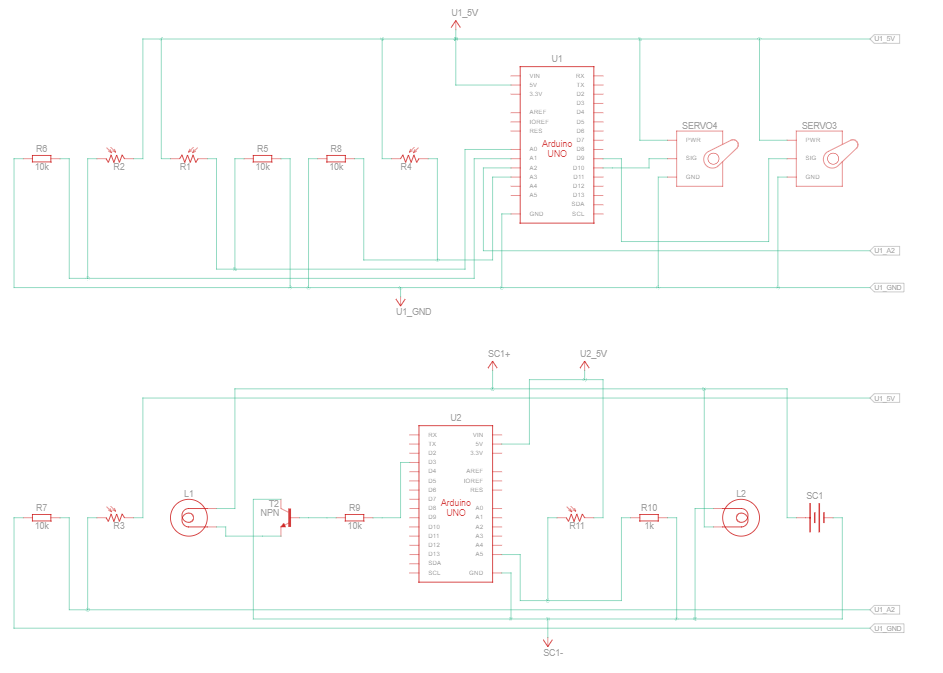 U1_5V
U1_5V
U1
VIN
5V
3.3V
AREF
IOREF
RES
A0
A1
A2
A3
A4
A5
GND
Arduino
UNO
RX
TX
D2
D3
D4
D5
D6
D7
D8
D9
D10
D11
D12
D13
SDA
SCL
R6
10k
R2
R1
R5
10k
R8
10k
R4
SERVO4
PWR
SIG
GND
SERVO3
PWR
SIG
GND
U1_A2
U1_GND
U1_GND
SC1+
U2_5V
U1_5V
U2
RX
TX
D2
D3
D4
D5
D6
D7
D8
D9
D10
D11
D12
D13
SDA
SCL
Arduino
UNO
VIN
5V
3.3V
AREF
IOREF
RES
A0
A1
A2
A3
A4
A5
GND
R7
10k
R3
L1
T2
NPN
R9
10k
R11
R10
1k
L2
SC1
U1_A2
U1_GND
SC1-